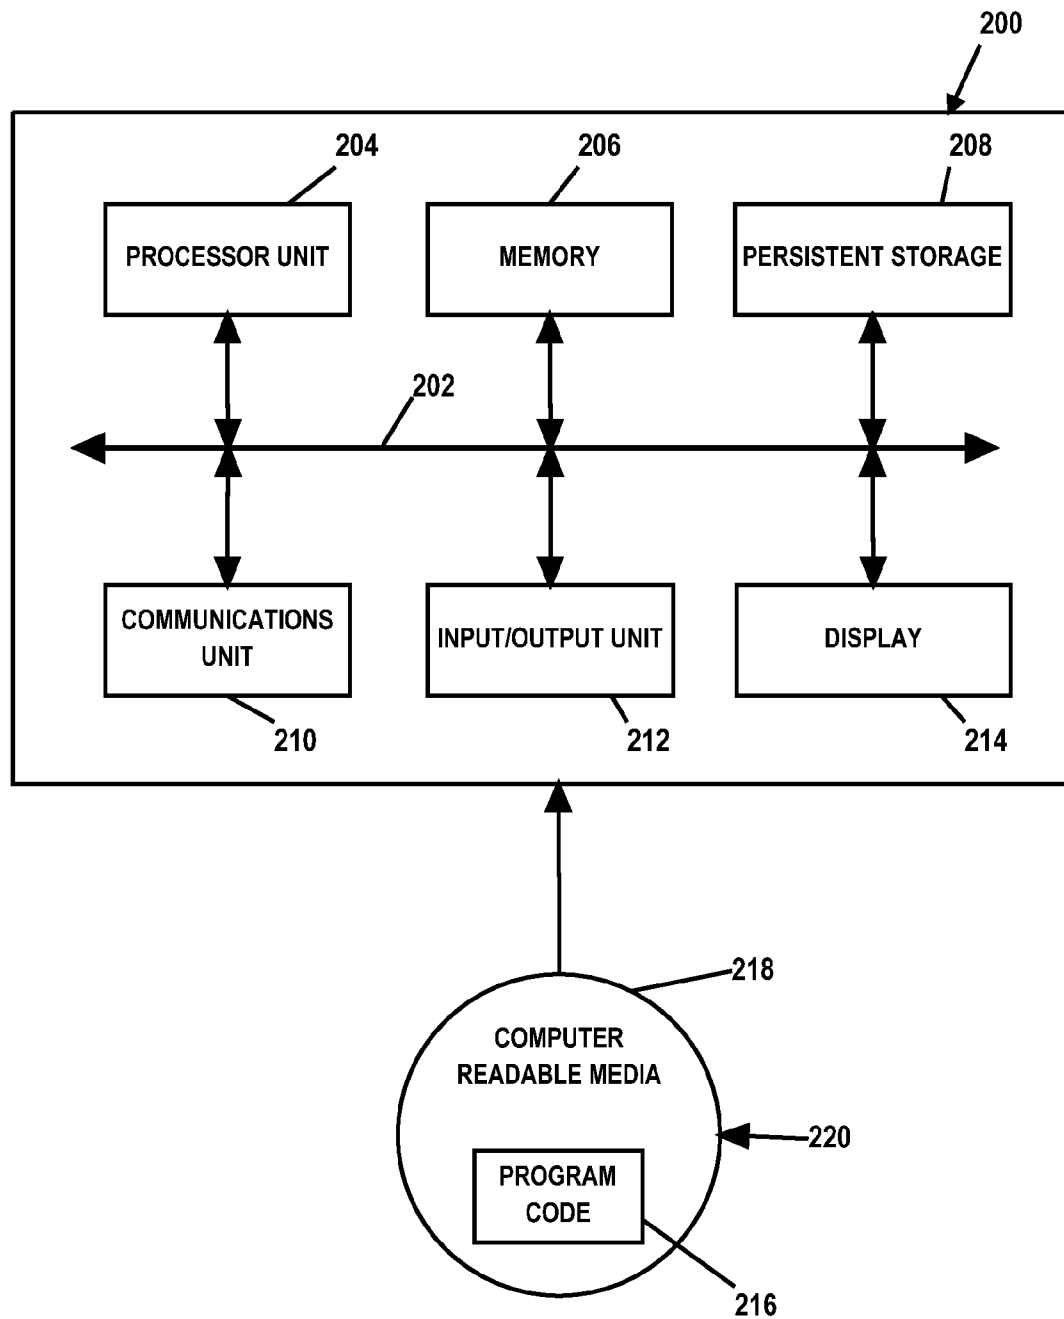 200
204
206
208
PROCESSOR UNIT
MEMORY
PERSISTENT STORAGE
202
COMMUNICATIONS
UNIT
INPUT/OUTPUT UNIT
DISPLAY
210
212
214
218
COMPUTER
READABLE MEDIA
220
PROGRAM
CODE
216